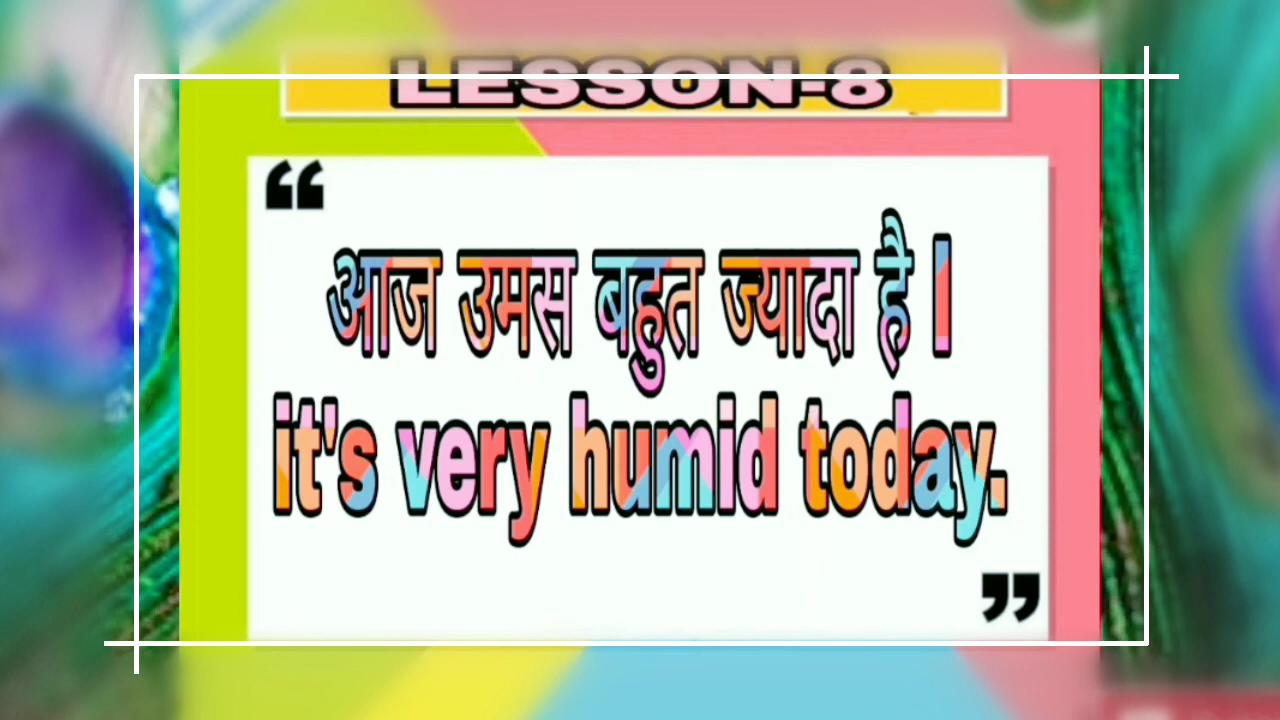 LESSON-8
“
आज उमस बहुत ज्यादा है।
it's very humid today.
”